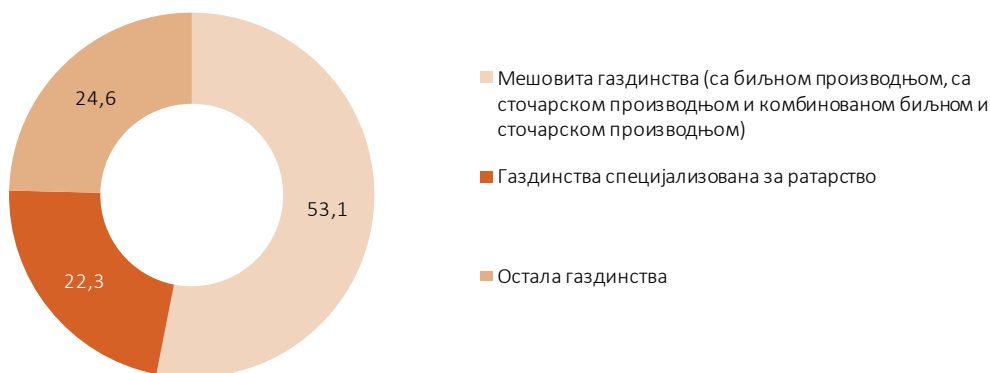 24,6
53,1
22,3
Мешовита газдинства (са биљном производњом, са
сточарском производњом и комбинованом биљном и
сточарском производњом)
Газдинства специјализована за ратарство
Остала газдинства